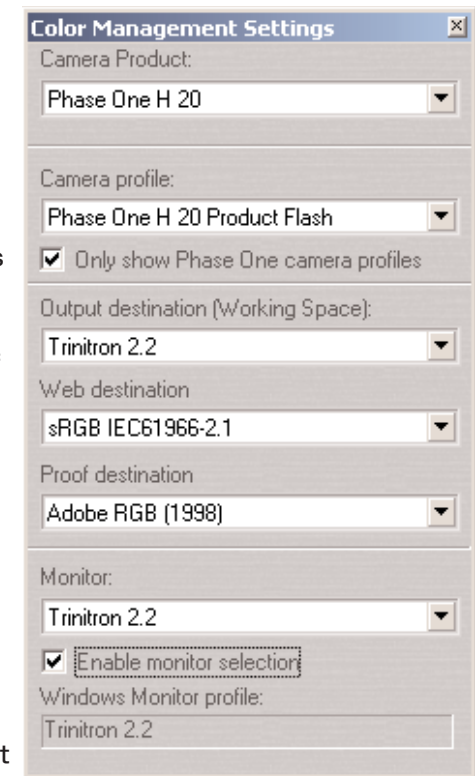 Color Management Settings
Camera Product:
Phase One H 20
Camera profile:
Phase One H 20 Product Flash
s
Only show Phase One camera profiles
Output destination (Working Space):
Trinitron 2.2
Web destination
sRGB IEC61966-2.1
Proof destination
Adobe RGB (1998)
Monitor:
Trinitron 2.2
Enable monitor selection
Windows Monitor profile:
Trinitron 2.2
t